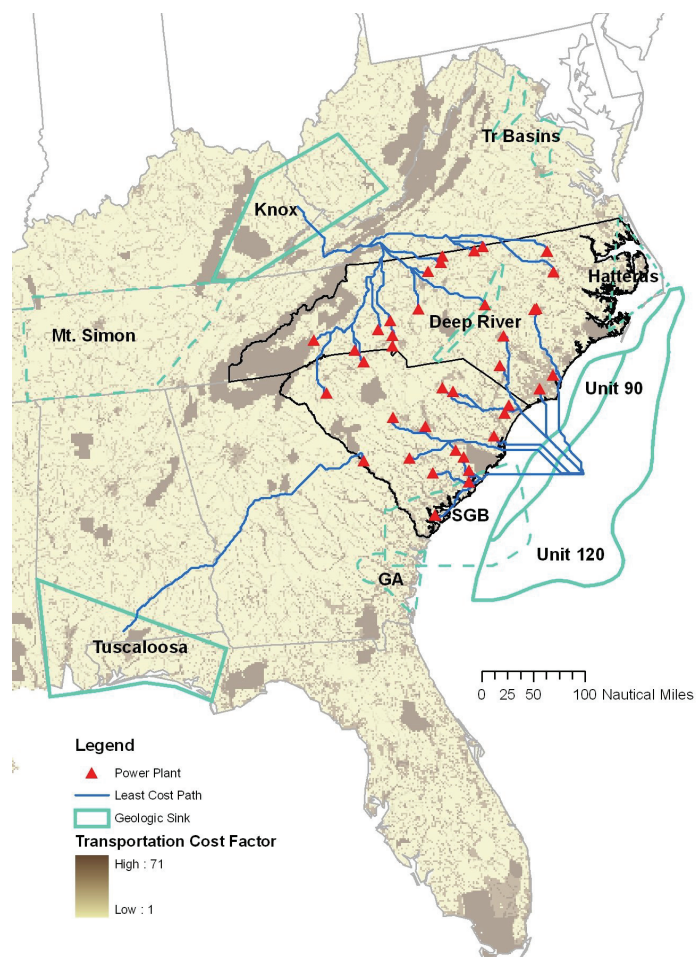 Tr Basins
Knox
Hatterus
Mt. Simon
Deep River
Unit 90
SGB
Unit 120
GA
Tuscaloosa
0 25 50 100 Nautical Miles
Legend
Power Plant
Least Cost Path
Geologic Sink
Transportation Cost Factor
High : 71
Low : 1